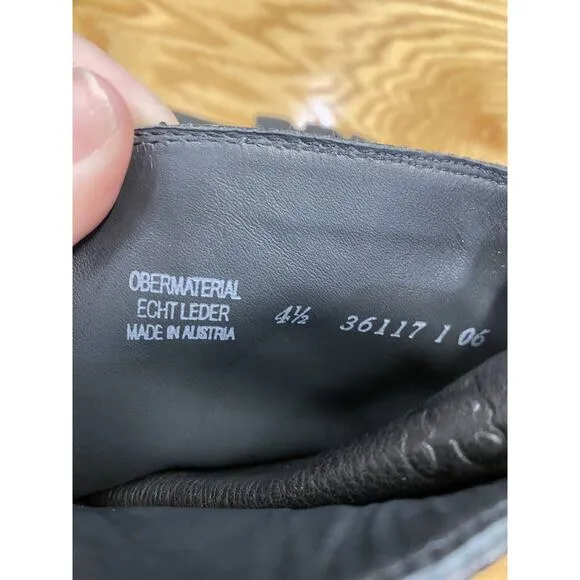 OBERMATERIAL
ECHT LEDER
MADE IN AUSTRIA
4½ 36117 1 06